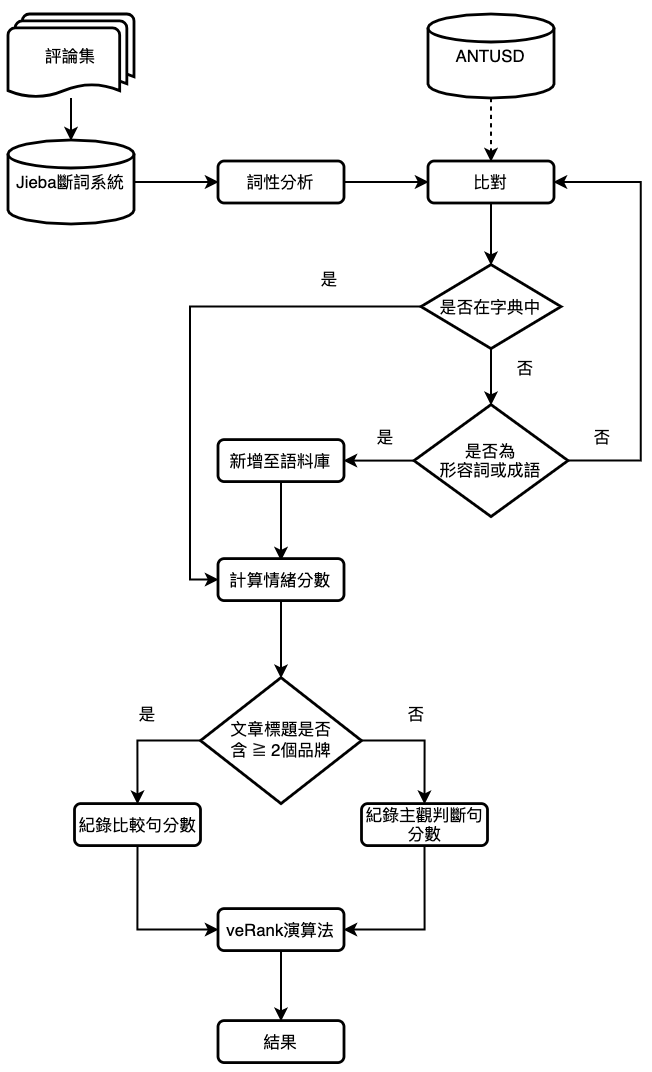 評論集
ANTUSD
Jieba斷詞系統
詞性分析
比對
是
是否在字典中
否
是
是否為
形容詞或成語
否
新增至語料庫
計算情緒分數
是
文章標題是否
含 ≧ 2個品牌
否
紀錄比較句分數
紀錄主觀判斷句
分數
veRank演算法
結果